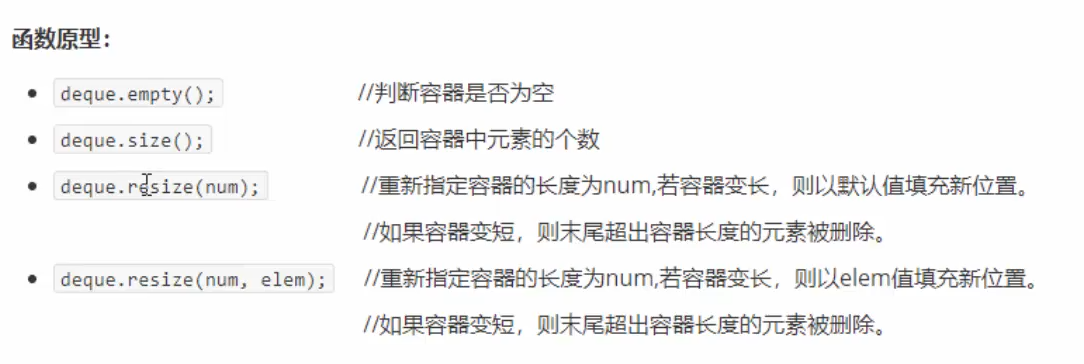 函数原型：
deque.empty(); //判断容器是否为空
deque.size(); //返回容器中元素的个数
deque.resize(num); //重新指定容器的长度为num,若容器变长，则以默认值填充新位置。
//如果容器变短，则末尾超出容器长度的元素被删除。
deque.resize(num, elem); //重新指定容器的长度为num,若容器变长，则以elem值填充新位置。
//如果容器变短，则末尾超出容器长度的元素被删除。